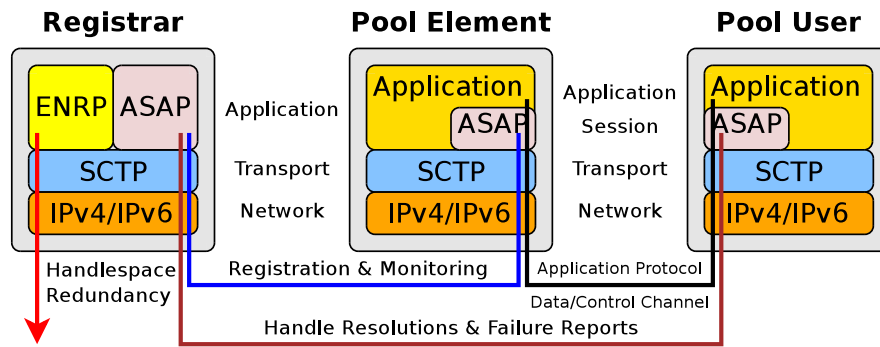 Registrar
Pool Element
Pool User
ENRP
ASAP
SCTP
IPv4/IPv6
Application
Transport
Network
Application
ASAP
SCTP
IPv4/IPv6
Application
Session
Transport
Network
Application
ASAP
SCTP
IPv4/IPv6
Handlespace
Redundancy
Registration & Monitoring
Application Protocol
Data/Control Channel
Handle Resolutions & Failure Reports